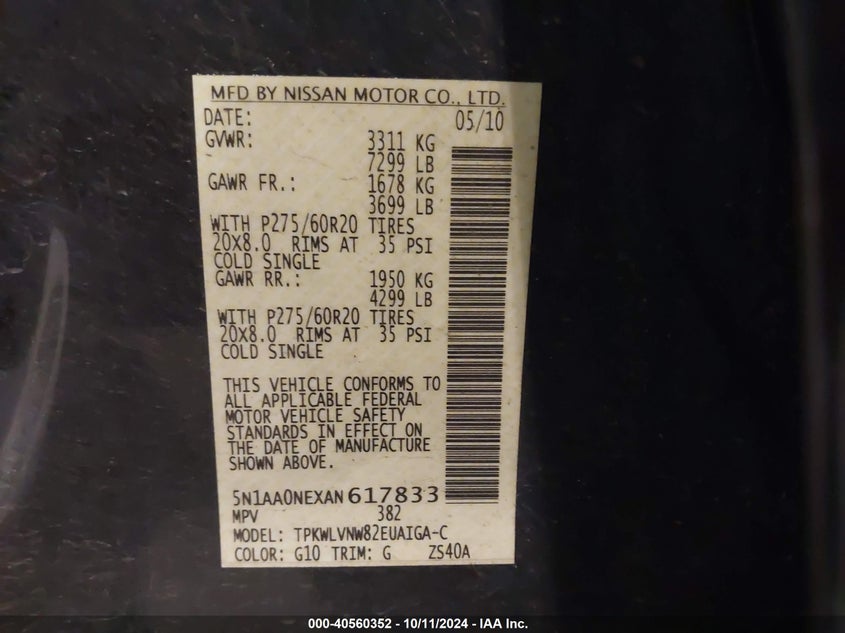 MFD BY NISSAN MOTOR CO., LTD.
DATE: 05/10
GVWR: 3311 KG
7299 LB
GAWR FR.: 1678 KG
3699 LB
WITH P275/60R20 TIRES
20X8.0 RIMS AT 35 PSI
COLD SINGLE
GAWR RR.: 1950 KG
4299 LB
WITH P275/60R20 TIRES
20X8.0 RIMS AT 35 PSI
COLD SINGLE
THIS VEHICLE CONFORMS TO
ALL APPLICABLE FEDERAL
MOTOR VEHICLE SAFETY
STANDARDS IN EFFECT ON
THE DATE OF MANUFACTURE
SHOWN ABOVE.
5N1AA0NEXAN617833
MPV 382
MODEL: TPKWLVNW82EUAIGA-C
COLOR: G10 TRIM: G ZS40A
000-40560352 - 10/11/2024 - IAA Inc.